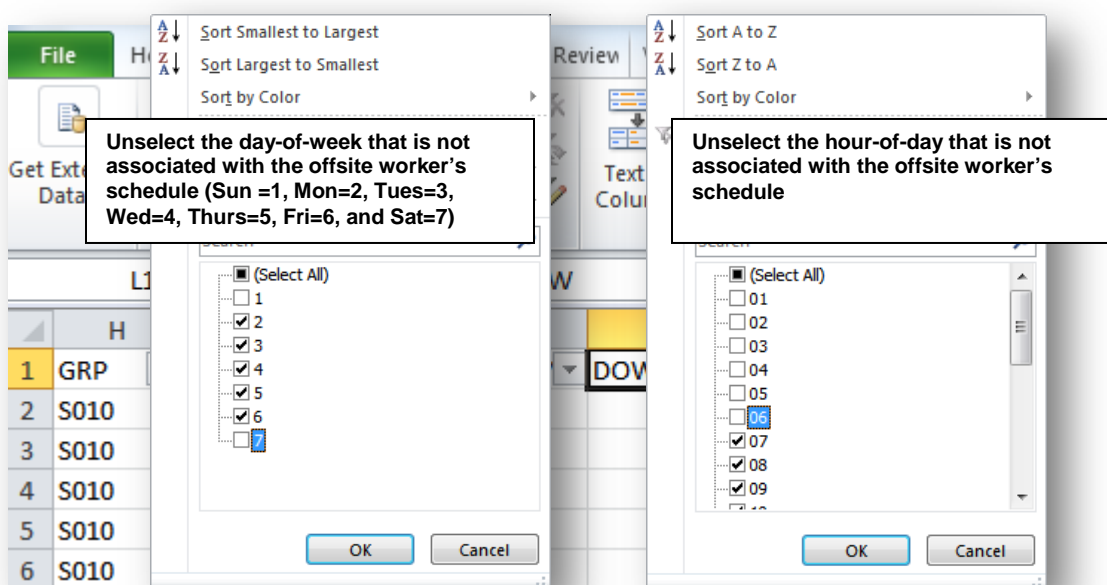 Sort Smallest to Largest
Sort Largest to Smallest
Sort by Color
File
Unselect the day-of-week that is not
associated with the offsite worker's
schedule (Sun =1, Mon=2, Tues=3,
Wed=4, Thurs=5, Fri=6, and Sat=7)
Get
Data
(Select All)
1
2
3
4
5
6
7
OK
Cancel
H
1 GRP
2 S010
3 S010
4 S010
5 S010
6 S010
Review
Sort A to Z
Sort Z to A
Sort by Color
Text
Unselect the hour-of-day that is not
associated with the offsite worker's
schedule
(Select All)
01
02
03
04
05
06
07
08
09
OK
Cancel